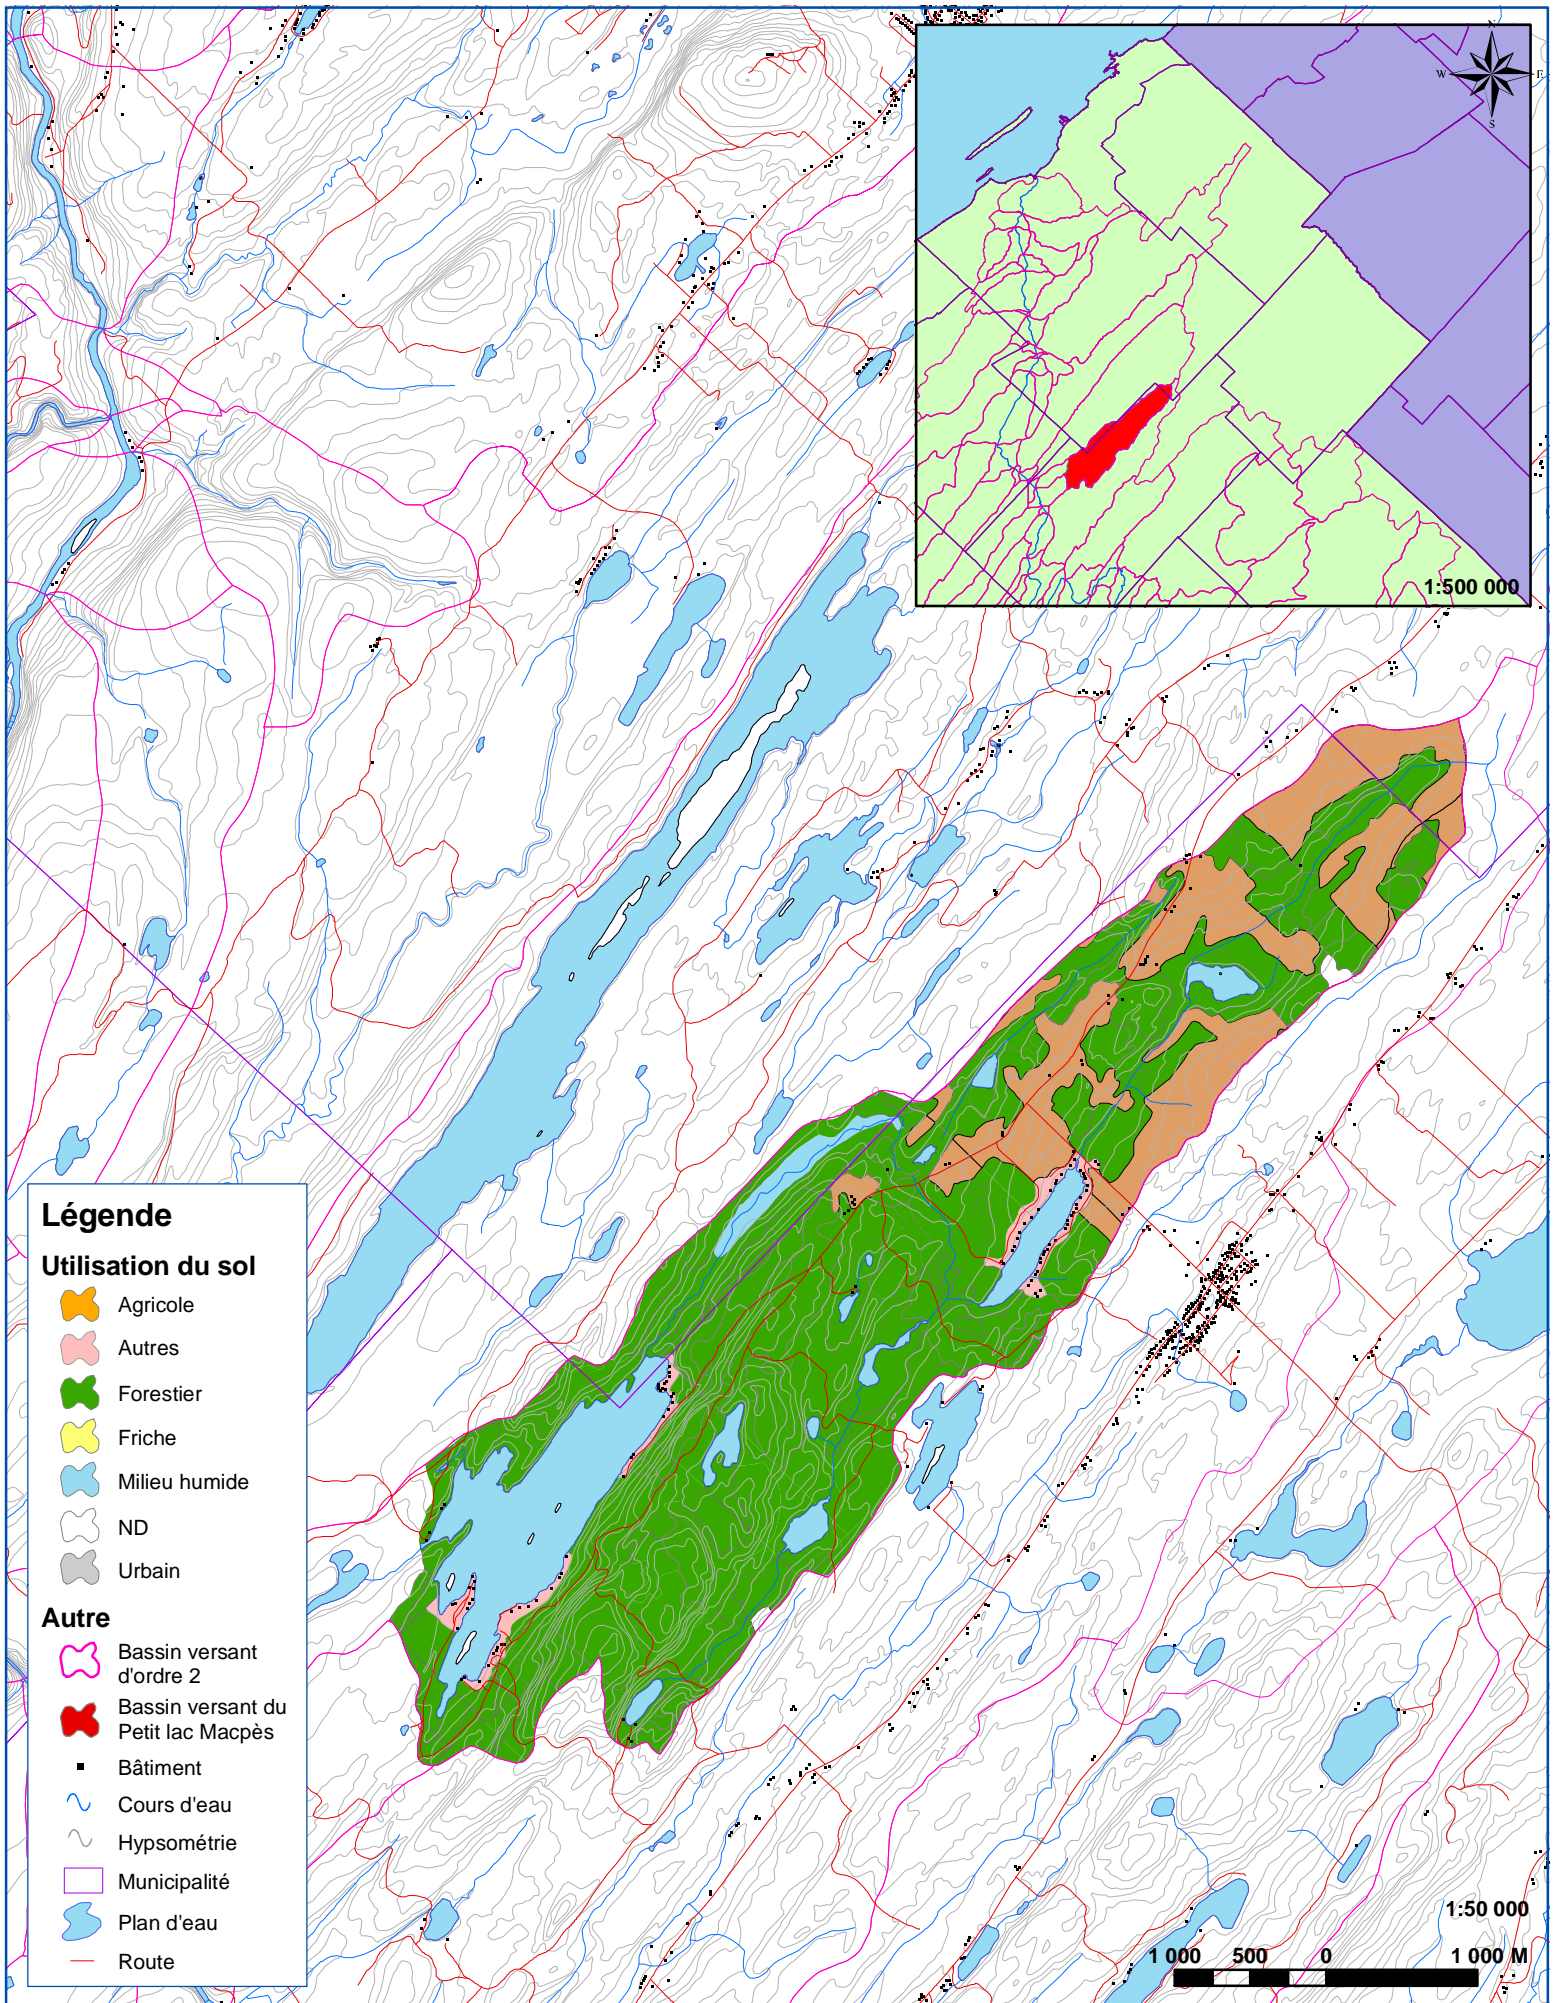 N
W
E
S
1:500 000
Légende
Utilisation du sol
Agricole
Autres
Forestier
Friche
Milieu humide
ND
Urbain
Autre
Bassin versant
d'ordre 2
Bassin versant du
Petit lac Macpès
Bâtiment
Cours d'eau
Hypsométrie
Municipalité
Plan d'eau
Route
1:50 000
1 000 500 0 1 000 M